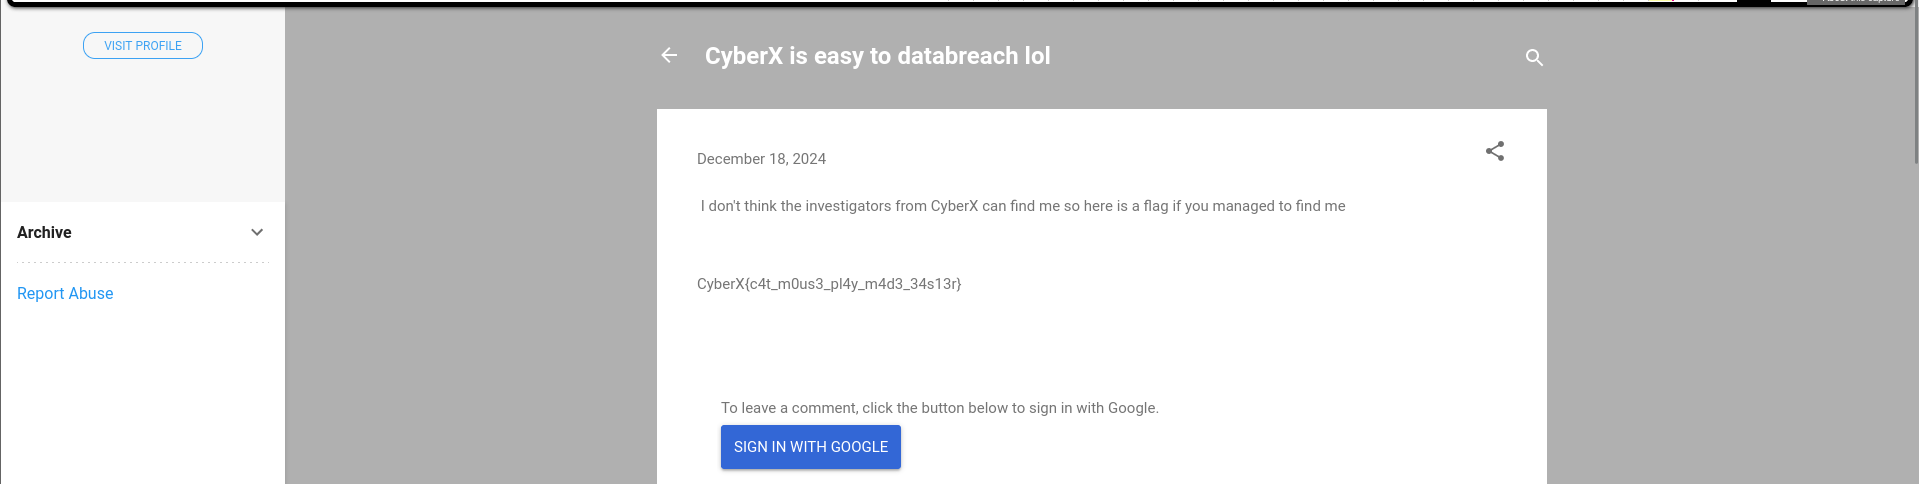 VISIT PROFILE
CyberX is easy to databreach lol
December 18, 2024
I don't think the investigators from CyberX can find me so here is a flag if you managed to find me
Archive
CyberX{c4t_m0us3_pl4y_m4d3_34s13r}
Report Abuse
To leave a comment, click the button below to sign in with Google.
SIGN IN WITH GOOGLE